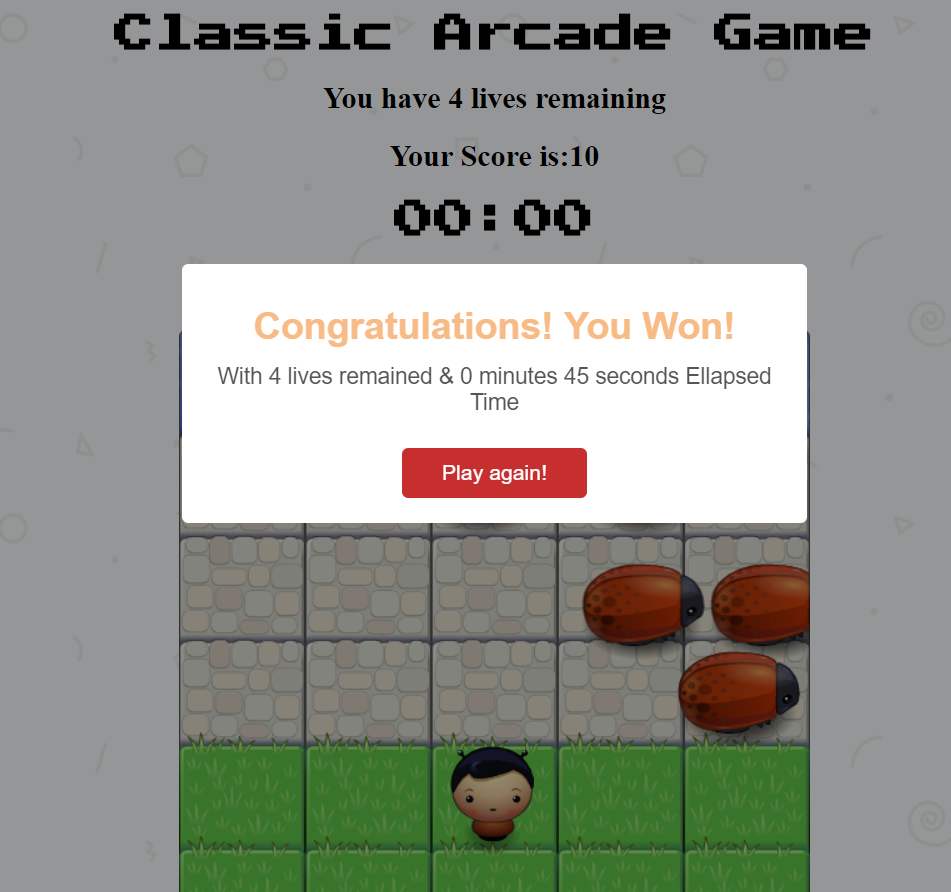 Classic Arcade Game
You have 4 lives remaining
Your Score is:10
00:00
Congratulations! You Won!
With 4 lives remained & 0 minutes 45 seconds Ellapsed
Time
Play again!